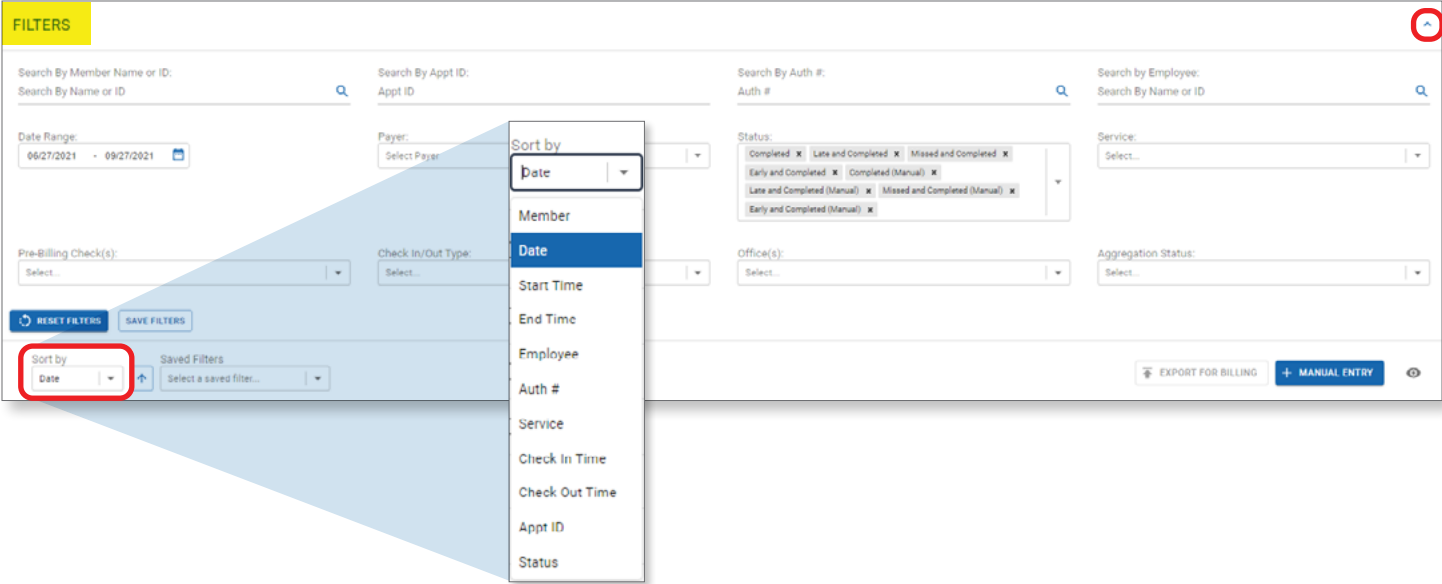 FILTERS
Search By Member Name or ID:
Search By Name or ID
Search By Appt ID:
Appt ID
Search By Auth #:
Auth #
Search by Employee:
Search By Name or ID
Date Range:
06/27/2021 - 09/27/2021
Payer:
Select Payer
Status:
Completed x Late and Completed x Missed and Completed x
Early and Completed x Completed (Manual) x
Late and Completed (Manual) x Missed and Completed (Manual) x
Early and Completed (Manual) x
Service:
Select...
Pre-Billing Check(s):
Select...
Check In/Out Type:
Select...
Office(s):
Select...
Aggregation Status:
Select...
RESET FILTERS SAVE FILTERS
Sort by
Date
Saved Filters
Select a saved filter...
EXPORT FOR BILLING + MANUAL ENTRY
Sort by
Date
Member
Date
Start Time
End Time
Employee
Auth #
Service
Check In Time
Check Out Time
Appt ID
Status